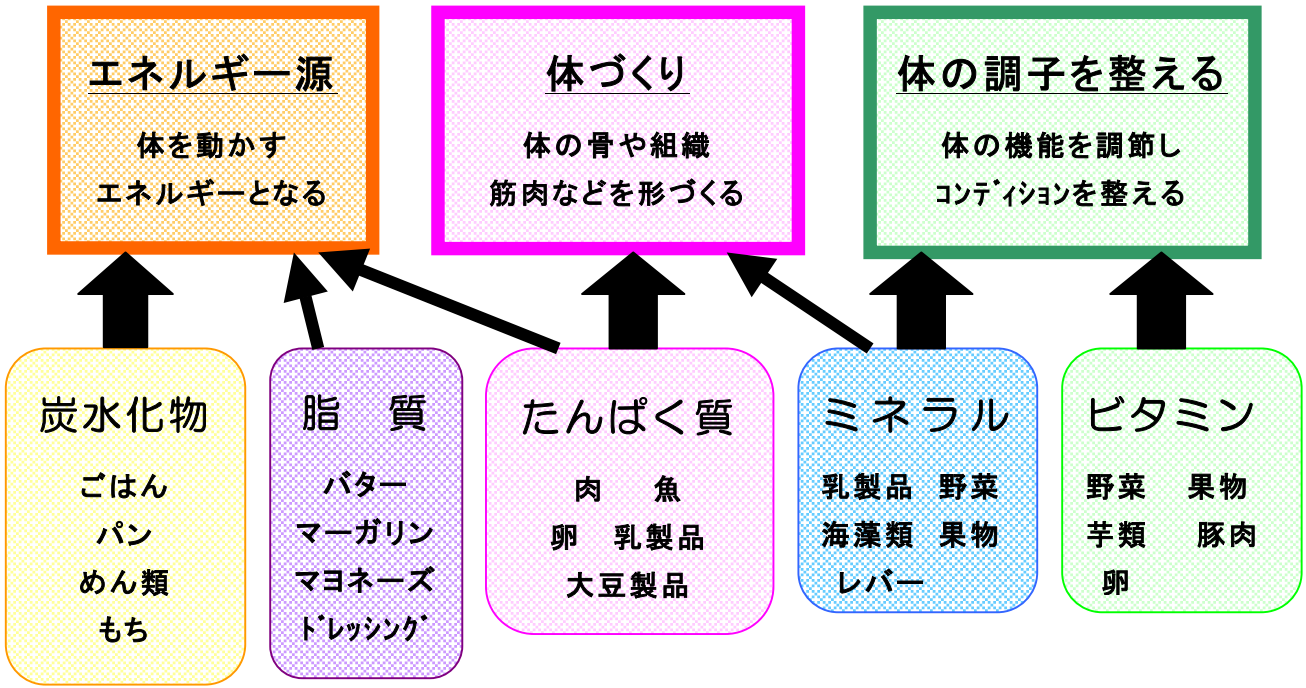 エネルギー源
体を動かす
エネルギーとなる
体づくり
体の骨や組織
筋肉などを形づくる
体の調子を整える
体の機能を調節し
ｺﾝﾃﾞｨｼｮﾝを整える
炭水化物
ごはん
パン
めん類
もち
脂　質
バター
マーガリン
マヨネーズ
ﾄﾞﾚｯｼﾝｸﾞ
たんぱく質
肉　魚
卵　乳製品
大豆製品
ミネラル
乳製品　野菜
海藻類　果物
レバー
ビタミン
野菜　果物
芋類　豚肉
卵